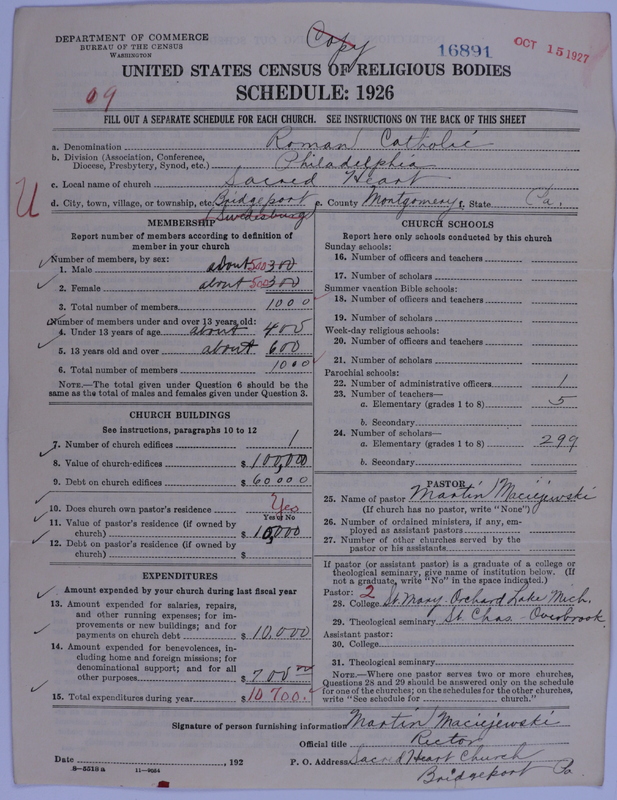 DEPARTMENT OF COMMERCE
BUREAU OF THE CENSUS
WASHINGTON
Copy
16891
OCT 15 1927
UNITED STATES CENSUS OF RELIGIOUS BODIES
SCHEDULE: 1926
09
FILL OUT A SEPARATE SCHEDULE FOR EACH CHURCH. SEE INSTRUCTIONS ON THE BACK OF THIS SHEET
a. Denomination Roman Catholic
b. Division (Association, Conference,
Diocese, Presbytery, Synod, etc.) Philadelphia
c. Local name of church Sacred Heart
U
d. City, town, village, or township, etc. Bridgeport e. County Montgomery f. State Pa.
(Swedesburg)
MEMBERSHIP
Report number of members according to definition of
member in your church
Number of members, by sex:
1. Male about 500 300
2. Female about 500 300
3. Total number of members 1000
Number of members under and over 13 years old:
4. Under 13 years of age about 400
5. 13 years old and over about 600
6. Total number of members 1000
NOTE.—The total given under Question 6 should be the
same as the total of males and females given under Question 3.
CHURCH BUILDINGS
See instructions, paragraphs 10 to 12
7. Number of church edifices 1
8. Value of church edifices $ 100,000
9. Debt on church edifices $ 60000
10. Does church own pastor's residence Yes
Yes or No
11. Value of pastor's residence (if owned by
church) $ 10,000
12. Debt on pastor's residence (if owned by
church) $
EXPENDITURES
Amount expended by your church during last fiscal year
13. Amount expended for salaries, repairs,
and other running expenses; for im-
provements or new buildings; and for
payments on church debt $ 10,000
14. Amount expended for benevolences, in-
cluding home and foreign missions; for
denominational support; and for all
other purposes $ 700 00
15. Total expenditures during year $ 10 700.
CHURCH SCHOOLS
Report here only schools conducted by this church
Sunday schools:
16. Number of officers and teachers
17. Number of scholars
Summer vacation Bible schools:
18. Number of officers and teachers
19. Number of scholars
Week-day religious schools:
20. Number of officers and teachers
21. Number of scholars
Parochial schools:
22. Number of administrative officers 1
23. Number of teachers—
a. Elementary (grades 1 to 8) 5
b. Secondary
24. Number of scholars—
a. Elementary (grades 1 to 8) 299
b. Secondary
PASTOR
25. Name of pastor Martin Maciejewski
(If church has no pastor, write "None")
26. Number of ordained ministers, if any, em-
ployed as assistant pastors
27. Number of other churches served by the
pastor or his assistants
If pastor (or assistant pastor) is a graduate of a college or
theological seminary, give name of institution below. (If
not a graduate, write "No" in the space indicated.)
Pastor: 2
28. College St. Mary, Orchard Lake Mich.
29. Theological seminary St. Chas. Overbrook.
Assistant pastor:
30. College
31. Theological seminary
NOTE.—Where one pastor serves two or more churches,
Questions 28 and 29 should be answered only on the schedule
for one of the churches; on the schedules for the other churches,
write "See schedule for church."
Signature of person furnishing information Martin Maciejewski
Official title Rector
Date , 192 P. O. Address Sacred Heart Church
Bridgeport Pa
8-5518a 11-9064